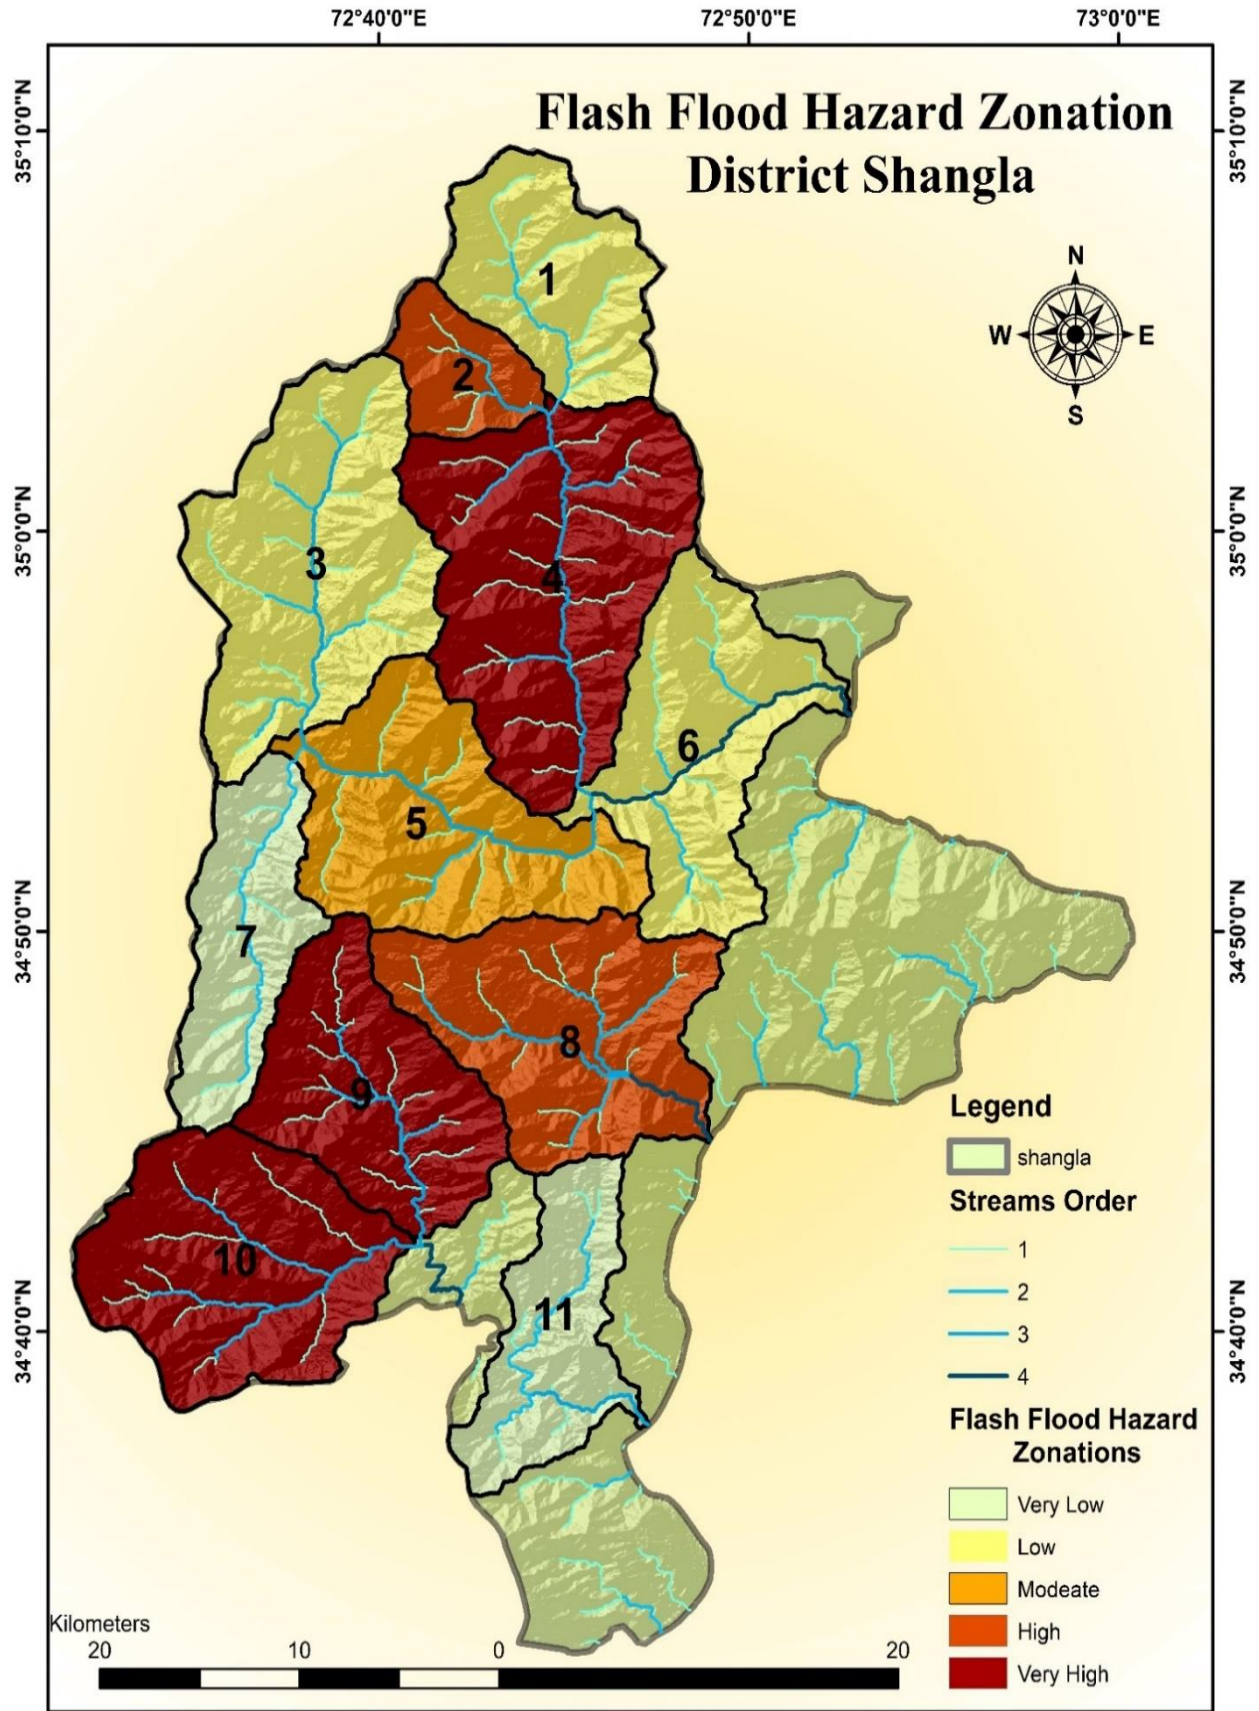 72°40'0"E 72°50'0"E 73°0'0"E
35°10'0"N 35°10'0"N
Flash Flood Hazard Zonation
District Shangla
N
W E
S
1
2
3
35°0'0"N 35°0'0"N
4
6
5
7
34°50'0"N 34°50'0"N
8
9
10
11
34°40'0"N 34°40'0"N
Legend
shangla
Streams Order
1
2
3
4
Flash Flood Hazard
Zonations
Very Low
Low
Modeate
High
Very High
Kilometers
20 10 0 20